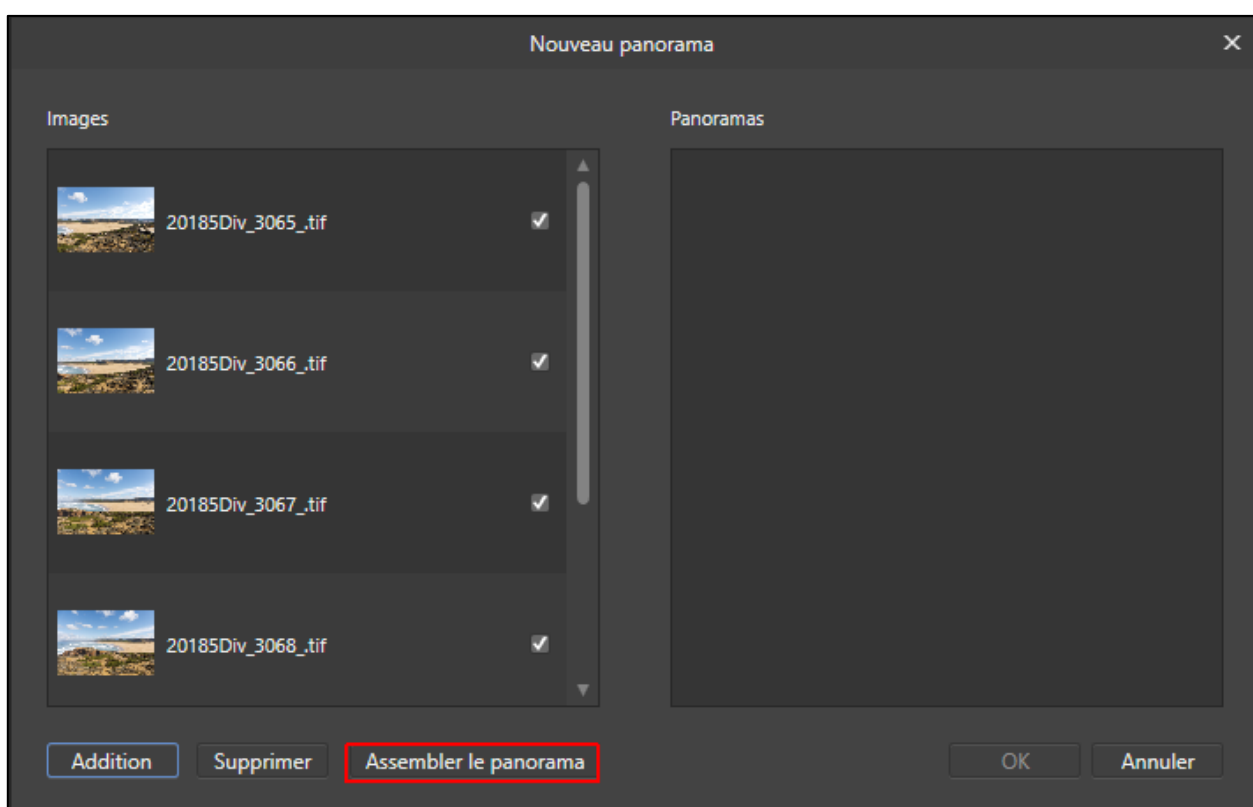 Nouveau panorama
Images
Panoramas
20185Div_3065_.tif
20185Div_3066_.tif
20185Div_3067_.tif
20185Div_3068_.tif
Addition
Supprimer
Assembler le panorama
OK
Annuler